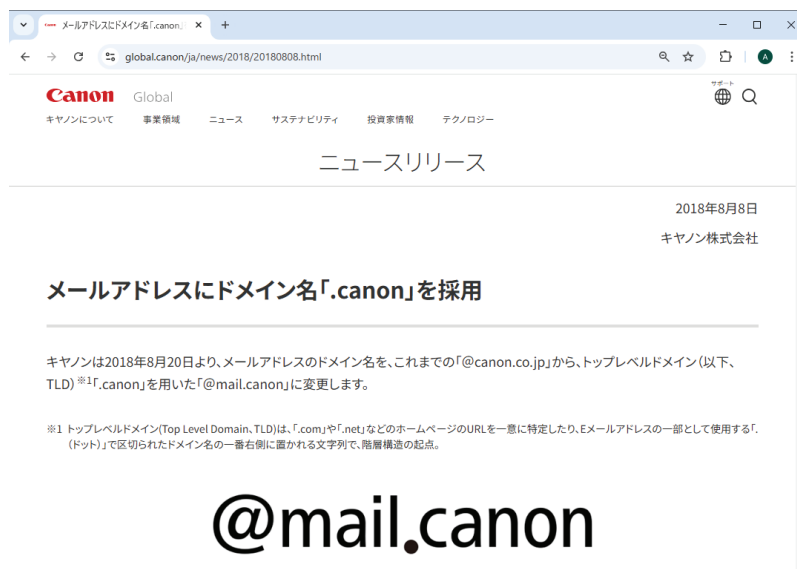 メールアドレスにドメイン名「.canon」
global.canon/ja/news/2018/20180808.html
A
Canon Global
サポート
キヤノンについて 事業領域 ニュース サステナビリティ 投資家情報 テクノロジー
ニュースリリース
2018年8月8日
キヤノン株式会社
メールアドレスにドメイン名「.canon」を採用
キヤノンは2018年8月20日より、メールアドレスのドメイン名を、これまでの「@canon.co.jp」から、トップレベルドメイン（以下、
TLD）※1「.canon」を用いた「@mail.canon」に変更します。
※1 トップレベルドメイン(Top Level Domain、TLD)は、「.com」や「.net」などのホームページのURLを一意に特定したり、Eメールアドレスの一部として使用する「.
（ドット）」で区切られたドメイン名の一番右側に置かれる文字列で、階層構造の起点。
@mail.canon